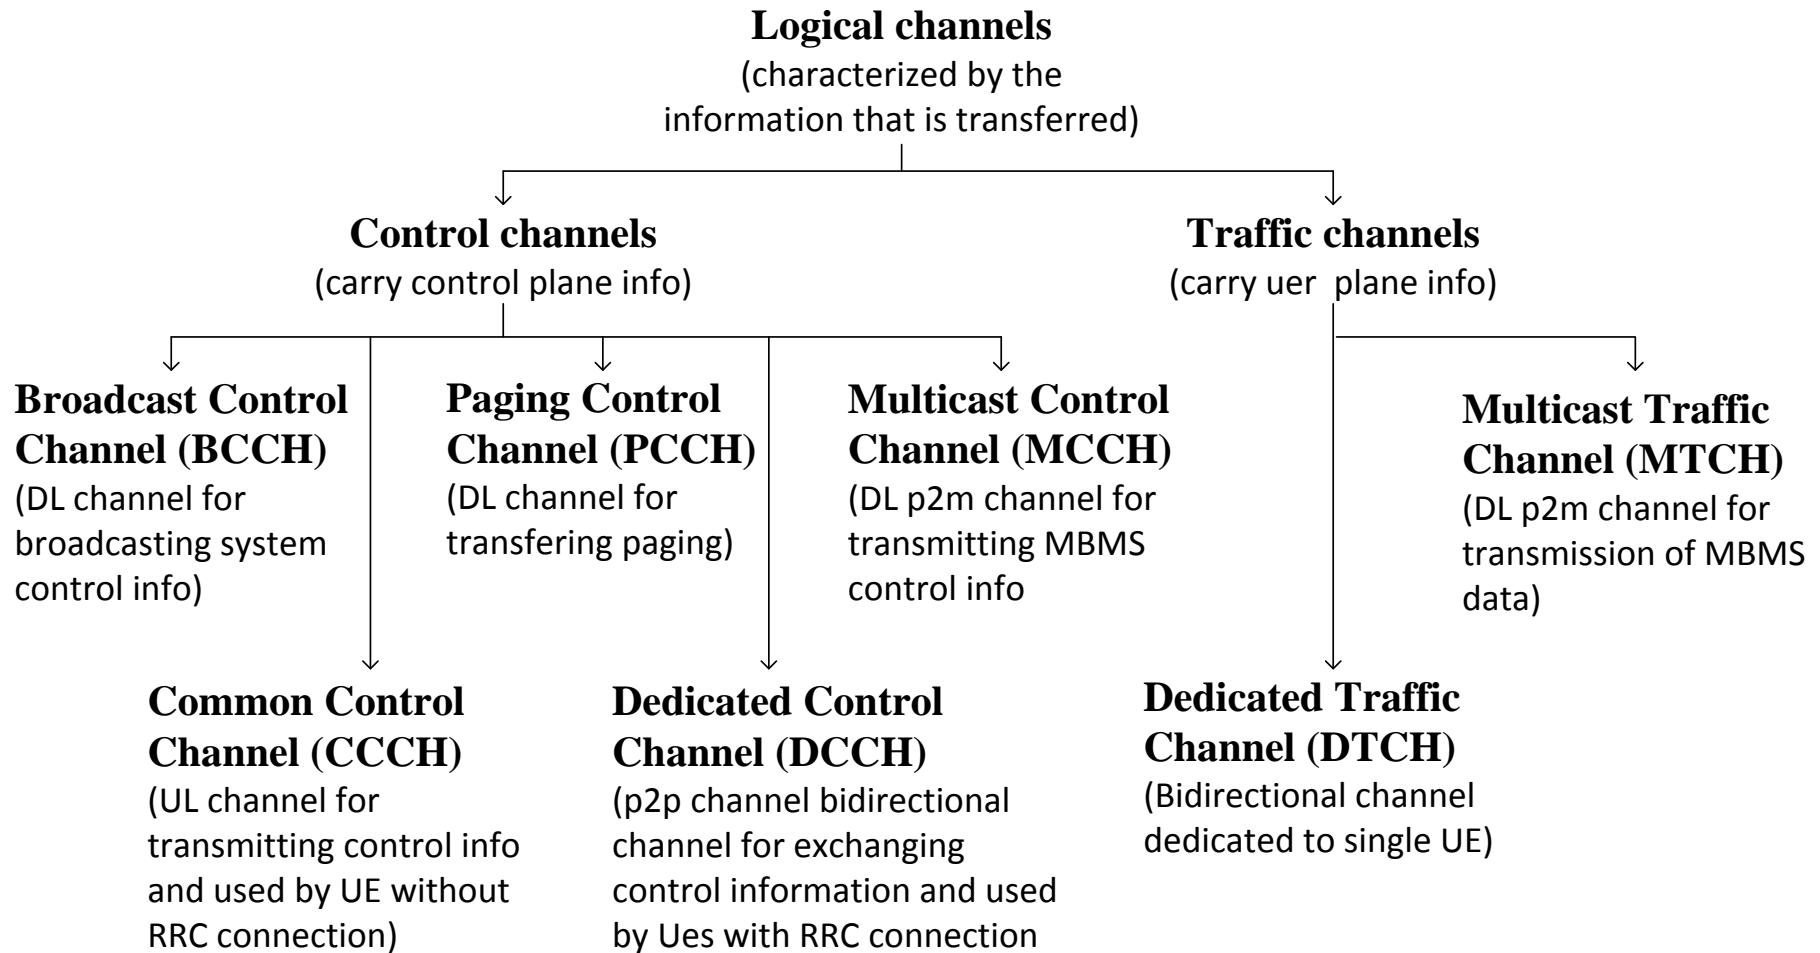 Logical channels
(characterized by the
information that is transferred)
Control channels
(carry control plane info)
Traffic channels
(carry uer  plane info)
Broadcast Control
Channel (BCCH)
(DL channel for
broadcasting system
control info)
Paging Control
Channel (PCCH)
(DL channel for
transfering paging)
Multicast Control
Channel (MCCH)
(DL p2m channel for
transmitting MBMS
control info
Multicast Traffic
Channel (MTCH)
(DL p2m channel for
transmission of MBMS
data)
Common Control
Channel (CCCH)
(UL channel for
transmitting control info
and used by UE without
RRC connection)
Dedicated Control
Channel (DCCH)
(p2p channel bidirectional
channel for exchanging
control information and used
by Ues with RRC connection
Dedicated Traffic
Channel (DTCH)
(Bidirectional channel
dedicated to single UE)